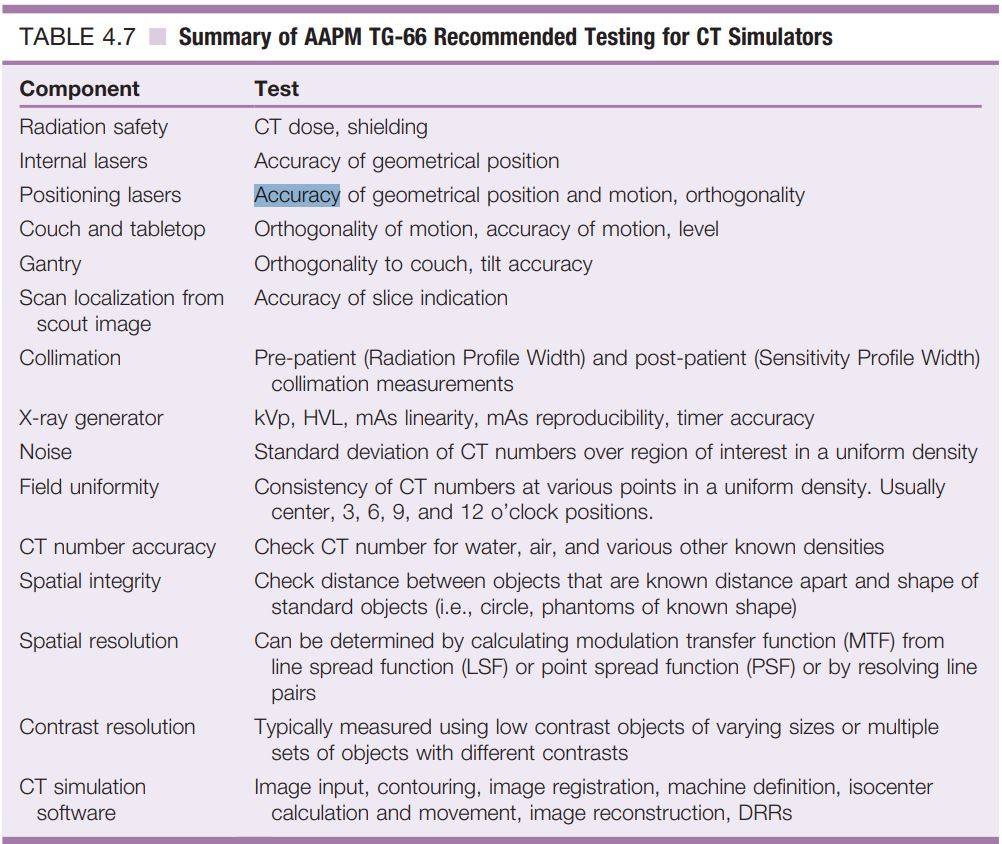 TABLE 4.7 Summary of AAPM TG-66 Recommended Testing for CT Simulators
Component Test
Radiation safety CT dose, shielding
Internal lasers Accuracy of geometrical position
Positioning lasers Accuracy of geometrical position and motion, orthogonality
Couch and tabletop Orthogonality of motion, accuracy of motion, level
Gantry Orthogonality to couch, tilt accuracy
Scan localization from Accuracy of slice indication
scout image
Collimation Pre-patient (Radiation Profile Width) and post-patient (Sensitivity Profile Width)
collimation measurements
X-ray generator kVp, HVL, mAs linearity, mAs reproducibility, timer accuracy
Noise Standard deviation of CT numbers over region of interest in a uniform density
Field uniformity Consistency of CT numbers at various points in a uniform density. Usually
center, 3, 6, 9, and 12 o’clock positions.
CT number accuracy Check CT number for water, air, and various other known densities
Spatial integrity Check distance between objects that are known distance apart and shape of
standard objects (i.e., circle, phantoms of known shape)
Spatial resolution Can be determined by calculating modulation transfer function (MTF) from
line spread function (LSF) or point spread function (PSF) or by resolving line
pairs
Contrast resolution Typically measured using low contrast objects of varying sizes or multiple
sets of objects with different contrasts
CT simulation Image input, contouring, image registration, machine definition, isocenter
software calculation and movement, image reconstruction, DRRs